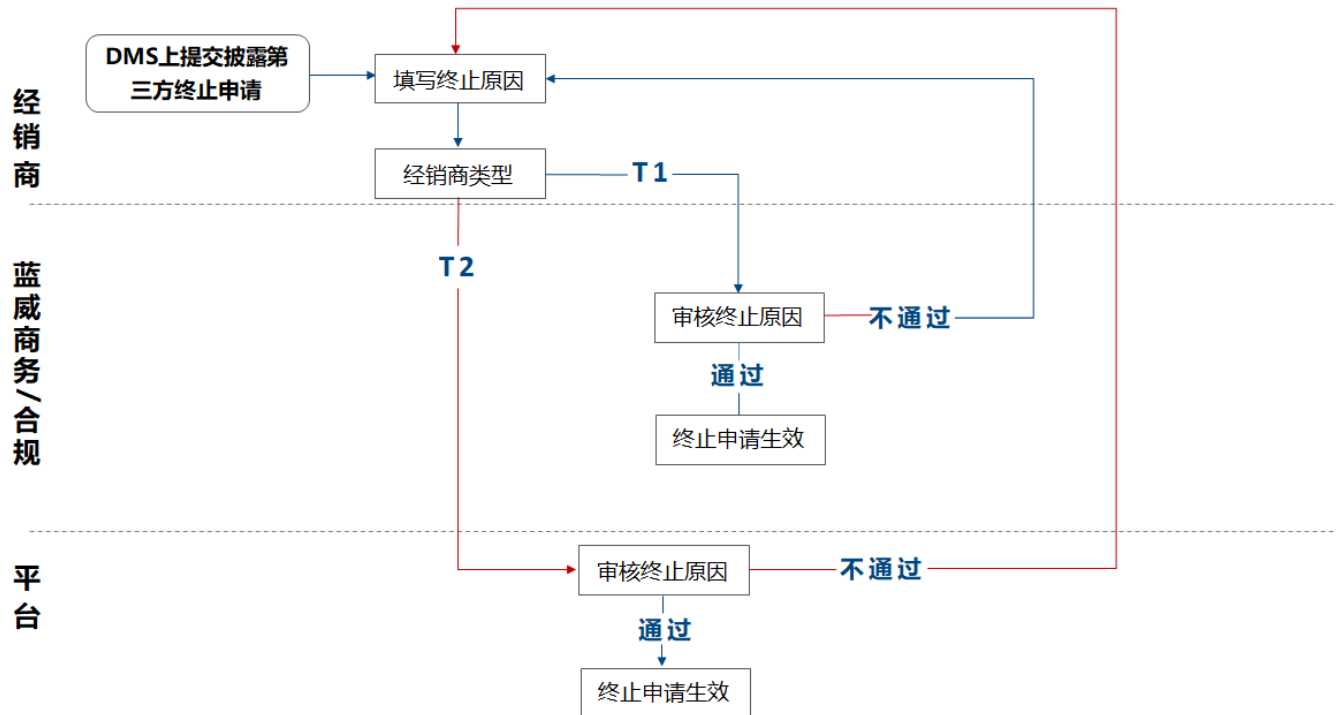 DMS上提交披露第
三方终止申请
填写终止原因
经销商
经销商类型
T1
T2
蓝威商务/合规
审核终止原因
不通过
通过
终止申请生效
平台
审核终止原因
不通过
通过
终止申请生效